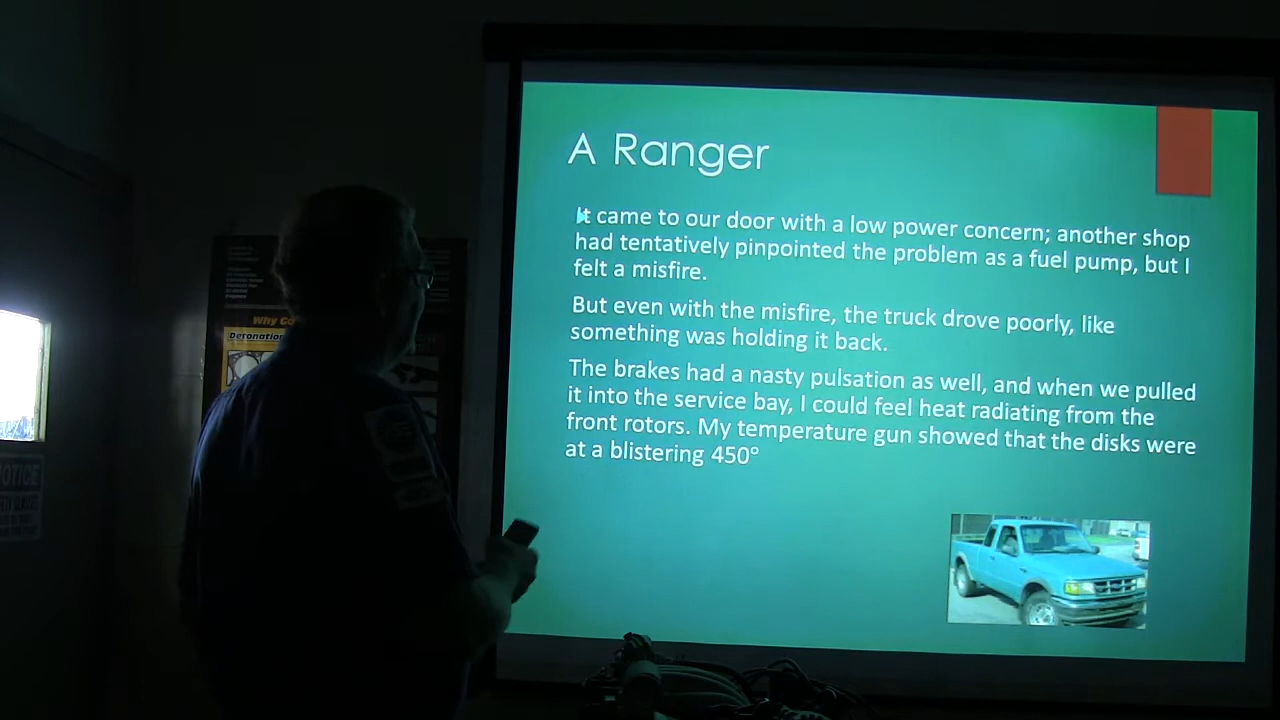 A Ranger
It came to our door with a low power concern; another shop
had tentatively pinpointed the problem as a fuel pump, but I
felt a misfire.
But even with the misfire, the truck drove poorly, like
something was holding it back.
The brakes had a nasty pulsation as well, and when we pulled
it into the service bay, I could feel heat radiating from the
front rotors. My temperature gun showed that the disks were
at a blistering 450°
Why
Detonation
NOTICE